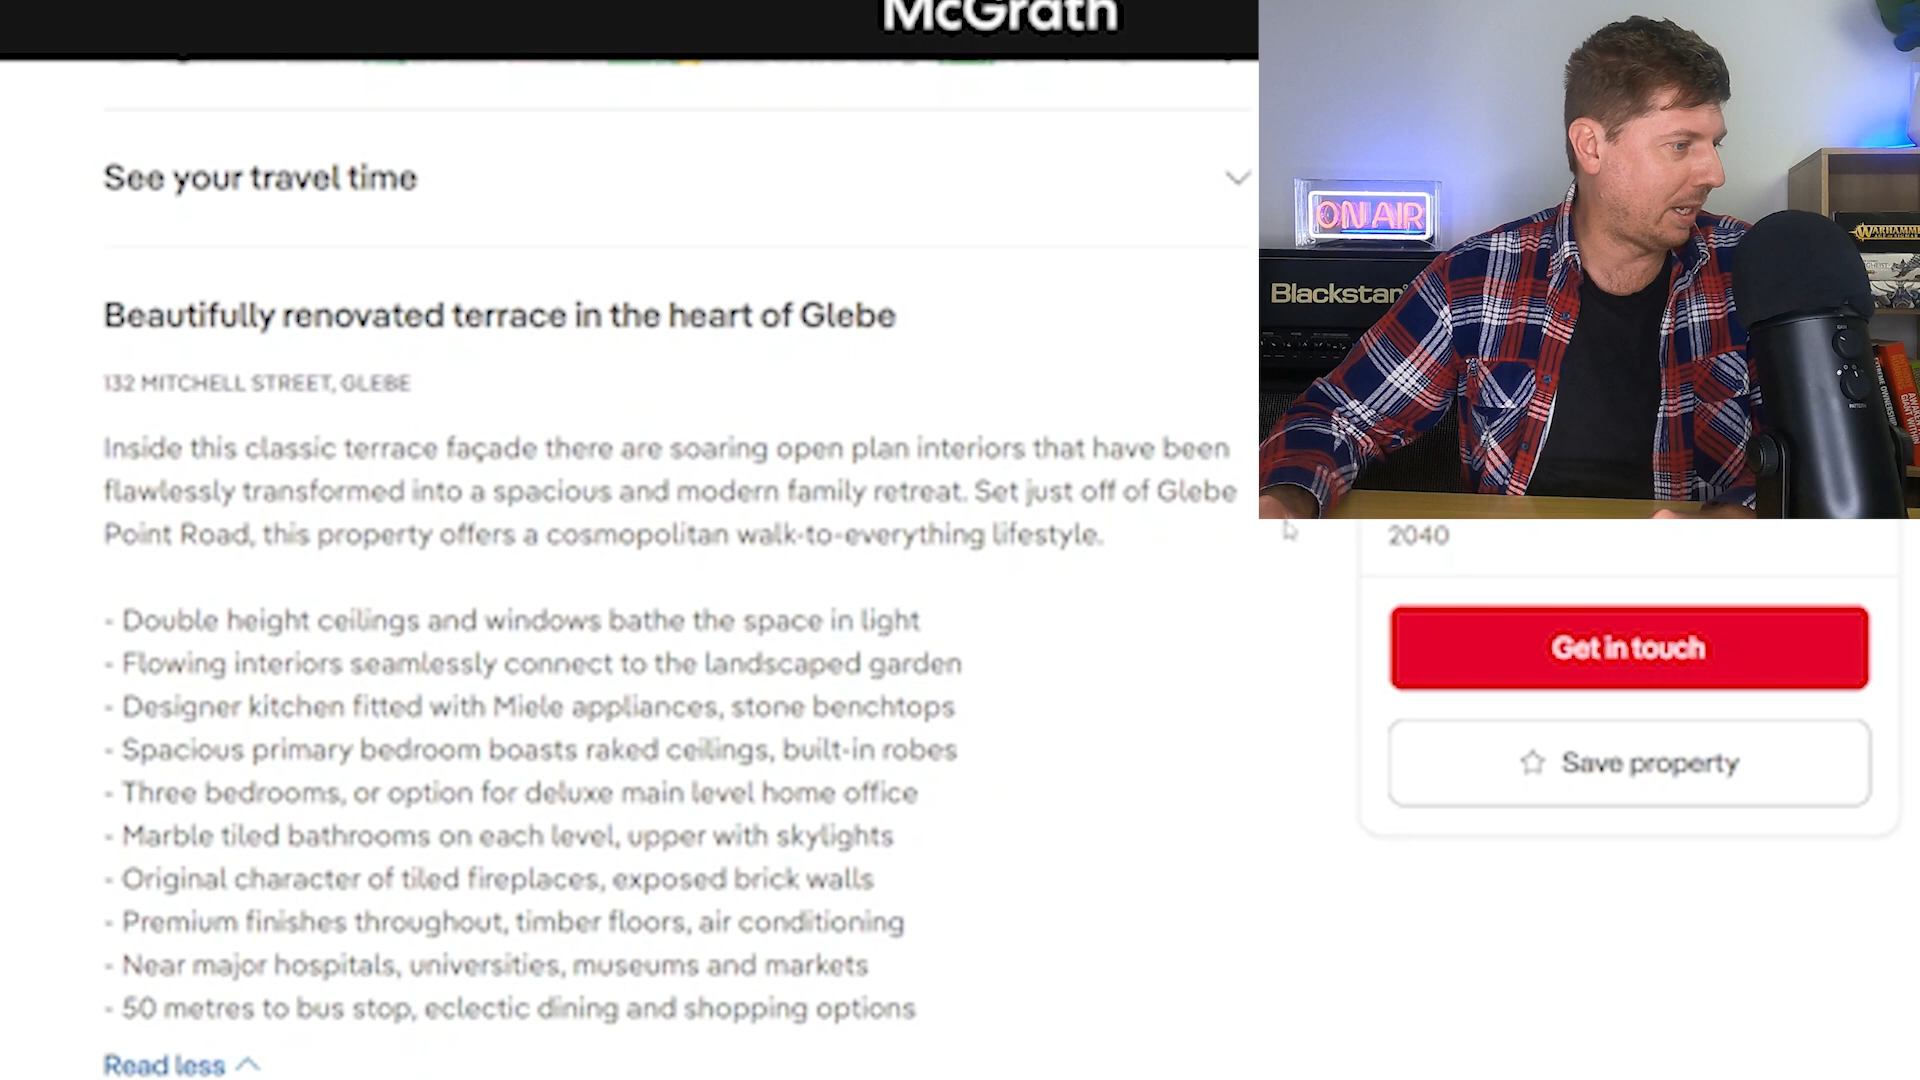 McGrath
See your travel time
Beautifully renovated terrace in the heart of Glebe
132 MITCHELL STREET, GLEBE
Inside this classic terrace façade there are soaring open plan interiors that have been
flawlessly transformed into a spacious and modern family retreat. Set just off of Glebe
Point Road, this property offers a cosmopolitan walk-to-everything lifestyle.
- Double height ceilings and windows bathe the space in light
- Flowing interiors seamlessly connect to the landscaped garden
- Designer kitchen fitted with Miele appliances, stone benchtops
- Spacious primary bedroom boasts raked ceilings, built-in robes
- Three bedrooms, or option for deluxe main level home office
- Marble tiled bathrooms on each level, upper with skylights
- Original character of tiled fireplaces, exposed brick walls
- Premium finishes throughout, timber floors, air conditioning
- Near major hospitals, universities, museums and markets
- 50 metres to bus stop, eclectic dining and shopping options
Read less
ON AIR
Blackstar
WARHAMME
AGE OF SIGMAR
EXTREME OWNERSHIP
2040
Get in touch
Save property